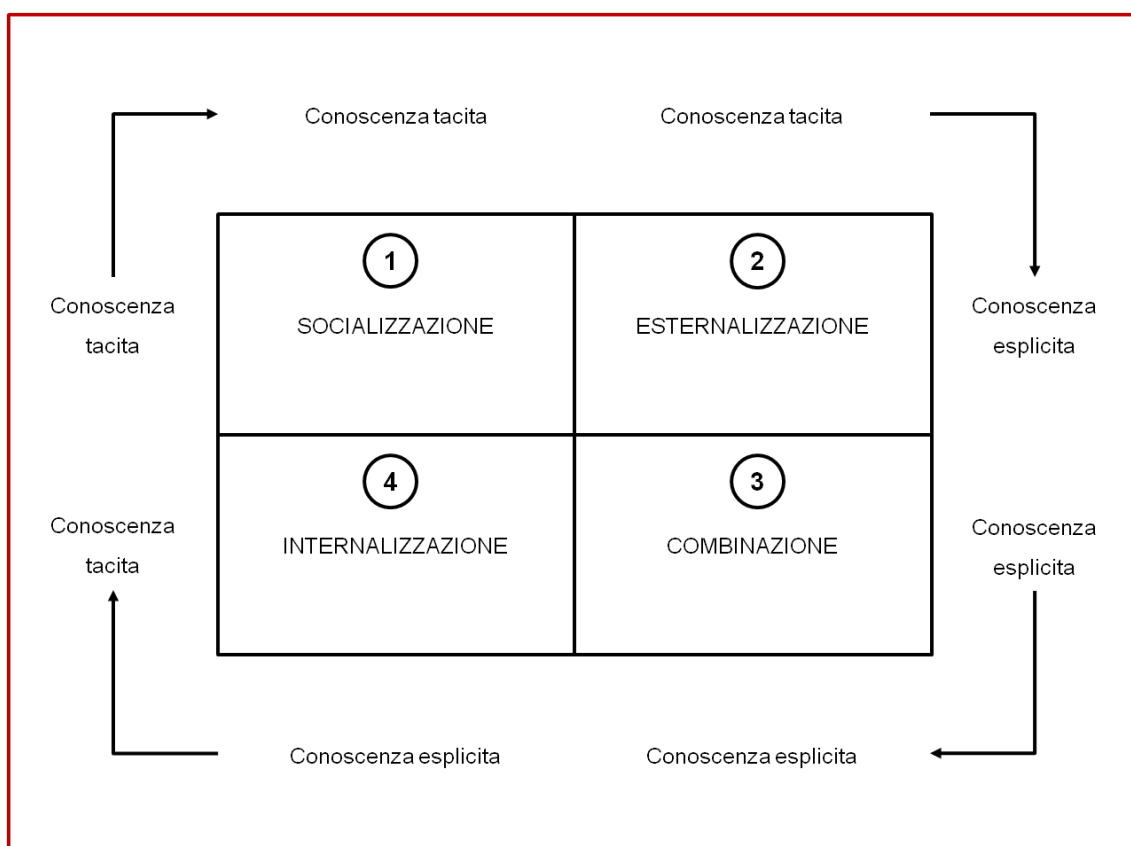 Conoscenza tacita
Conoscenza tacita
1
2
SOCIALIZZAZIONE
ESTERNALIZZAZIONE
Conoscenza
tacita
Conoscenza
esplicita
4
3
INTERNALIZZAZIONE
COMBINAZIONE
Conoscenza
tacita
Conoscenza
esplicita
Conoscenza esplicita
Conoscenza esplicita